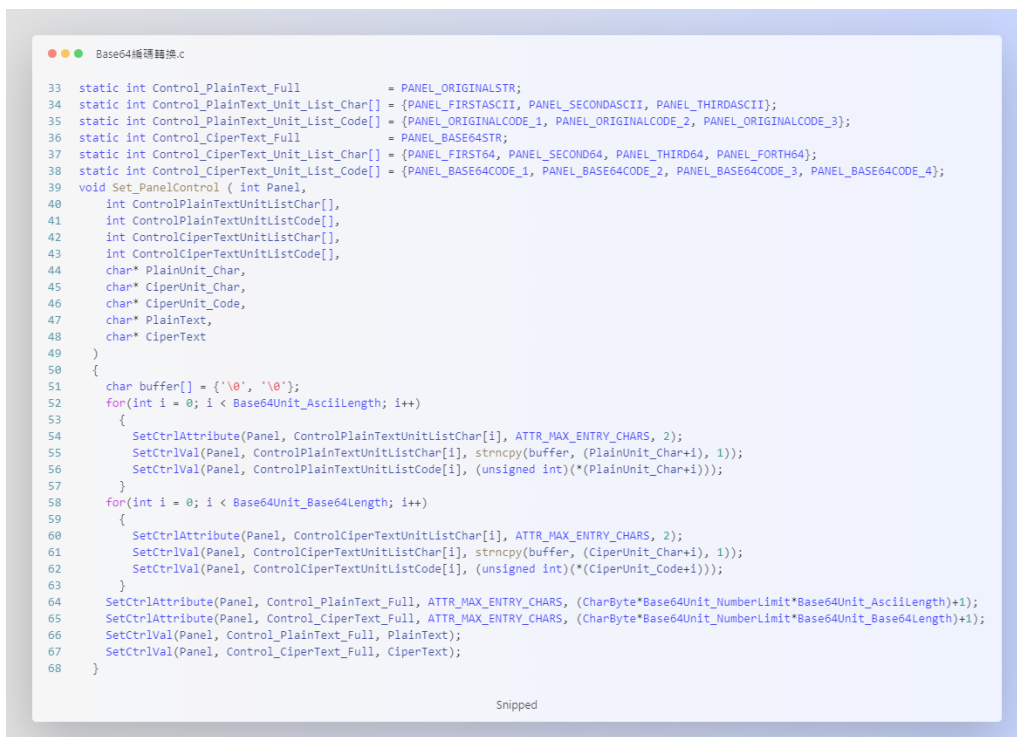 Base64編碼轉換.c
33 static int Control_PlainText_Full = PANEL_ORIGINALSTR;
34 static int Control_PlainText_Unit_List_Char[] = {PANEL_FIRSTASCII, PANEL_SECONDASCII, PANEL_THIRDASCII};
35 static int Control_PlainText_Unit_List_Code[] = {PANEL_ORIGINALCODE_1, PANEL_ORIGINALCODE_2, PANEL_ORIGINALCODE_3};
36 static int Control_CiperText_Full = PANEL_BASE64STR;
37 static int Control_CiperText_Unit_List_Char[] = {PANEL_FIRST64, PANEL_SECOND64, PANEL_THIRD64, PANEL_FORTH64};
38 static int Control_CiperText_Unit_List_Code[] = {PANEL_BASE64CODE_1, PANEL_BASE64CODE_2, PANEL_BASE64CODE_3, PANEL_BASE64CODE_4};
39 void Set_PanelControl ( int Panel,
40 int ControlPlainTextUnitListChar[],
41 int ControlPlainTextUnitListCode[],
42 int ControlCiperTextUnitListChar[],
43 int ControlCiperTextUnitListCode[],
44 char* PlainUnit_Char,
45 char* CiperUnit_Char,
46 char* CiperUnit_Code,
47 char* PlainText,
48 char* CiperText
49 )
50 {
51 char buffer[] = {'\0', '\0'};
52 for(int i = 0; i < Base64Unit_AsciiLength; i++)
53 {
54 SetCtrlAttribute(Panel, ControlPlainTextUnitListChar[i], ATTR_MAX_ENTRY_CHARS, 2);
55 SetCtrlVal(Panel, ControlPlainTextUnitListChar[i], strncpy(buffer, (PlainUnit_Char+i), 1));
56 SetCtrlVal(Panel, ControlPlainTextUnitListCode[i], (unsigned int)(*(PlainUnit_Char+i)));
57 }
58 for(int i = 0; i < Base64Unit_Base64Length; i++)
59 {
60 SetCtrlAttribute(Panel, ControlCiperTextUnitListChar[i], ATTR_MAX_ENTRY_CHARS, 2);
61 SetCtrlVal(Panel, ControlCiperTextUnitListChar[i], strncpy(buffer, (CiperUnit_Char+i), 1));
62 SetCtrlVal(Panel, ControlCiperTextUnitListCode[i], (unsigned int)(*(CiperUnit_Code+i)));
63 }
64 SetCtrlAttribute(Panel, Control_PlainText_Full, ATTR_MAX_ENTRY_CHARS, (CharByte*Base64Unit_NumberLimit*Base64Unit_AsciiLength)+1);
65 SetCtrlAttribute(Panel, Control_CiperText_Full, ATTR_MAX_ENTRY_CHARS, (CharByte*Base64Unit_NumberLimit*Base64Unit_Base64Length)+1);
66 SetCtrlVal(Panel, Control_PlainText_Full, PlainText);
67 SetCtrlVal(Panel, Control_CiperText_Full, CiperText);
68 }
Snipped